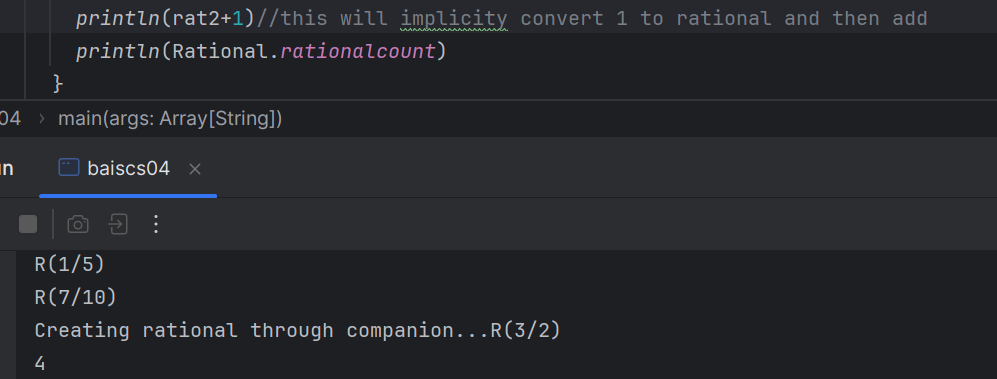 println(rat2+1)//this will implicity convert 1 to rational and then add
println(Rational.rationalcount)
}
04 › main(args: Array[String])
un baiscs04 ×
R(1/5)
R(7/10)
Creating rational through companion...R(3/2)
4